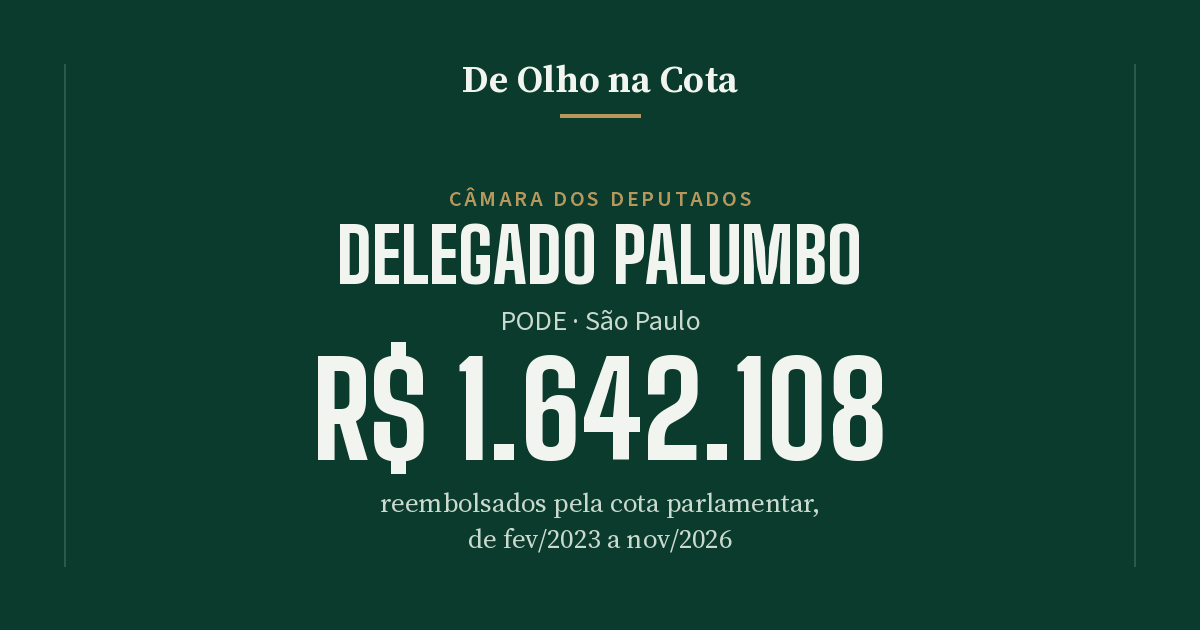 De Olho na Cota
CÂMARA DOS DEPUTADOS
DELEGADO PALUMBO
PODE · São Paulo
R$ 1.642.108
reembolsados pela cota parlamentar,
de fev/2023 a nov/2026